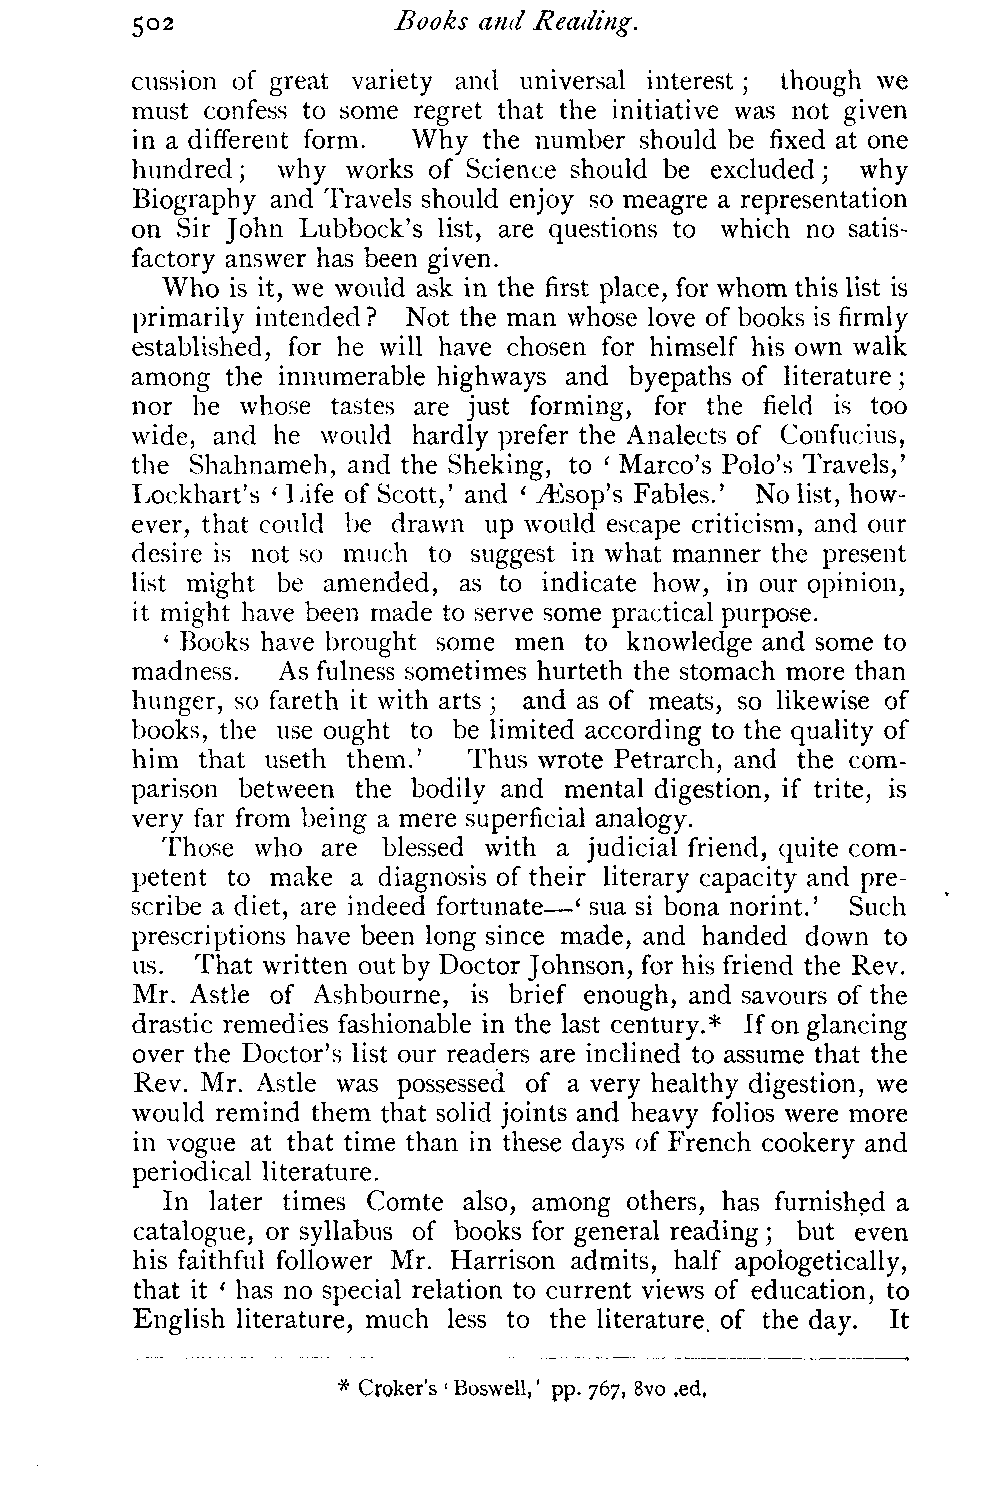 502 Books and Reading.
cussion of great variety and universal interest ; though we
must confess to some regret that the initiative was not given
in a different form. Why the number should be fixed at one
hundred ; why works of Science should be excluded ; why
Biography and Travels should enjoy so meagre a representation
on Sir John Lubbock's list, are questions to which no satis-
factory answer has been given.
Who is it, we would ask in the first place, for whom this list is
primarily intended ? Not the man whose love of books is firmly
established, for he will have chosen for himself his own walk
among the innumerable highways and byepaths of literature ;
nor he whose tastes are just forming, for the field is too
wide, and he would hardly prefer the Analects of Confucius,
the Shahnameh, and the Sheking, to ‘ Marco's Polo's Travels,’
Lockhart's ‘ Life of Scott,’ and ‘ Æsop's Fables.’ No list, how-
ever, that could be drawn up would escape criticism, and our
desire is not so much to suggest in what manner the present
list might be amended, as to indicate how, in our opinion,
it might have been made to serve some practical purpose.
‘ Books have brought some men to knowledge and some to
madness. As fulness sometimes hurteth the stomach more than
hunger, so fareth it with arts ; and as of meats, so likewise of
books, the use ought to be limited according to the quality of
him that useth them.’ Thus wrote Petrarch, and the com-
parison between the bodily and mental digestion, if trite, is
very far from being a mere superficial analogy.
Those who are blessed with a judicial friend, quite com-
petent to make a diagnosis of their literary capacity and pre-
scribe a diet, are indeed fortunate—‘ sua si bona norint.’ Such
prescriptions have been long since made, and handed down to
us. That written out by Doctor Johnson, for his friend the Rev.
Mr. Astle of Ashbourne, is brief enough, and savours of the
drastic remedies fashionable in the last century.* If on glancing
over the Doctor's list our readers are inclined to assume that the
Rev. Mr. Astle was possessed of a very healthy digestion, we
would remind them that solid joints and heavy folios were more
in vogue at that time than in these days of French cookery and
periodical literature.
In later times Comte also, among others, has furnished a
catalogue, or syllabus of books for general reading ; but even
his faithful follower Mr. Harrison admits, half apologetically,
that it ‘ has no special relation to current views of education, to
English literature, much less to the literature. of the day. It
* Croker's ‘ Boswell,’ pp. 767, 8vo .ed.